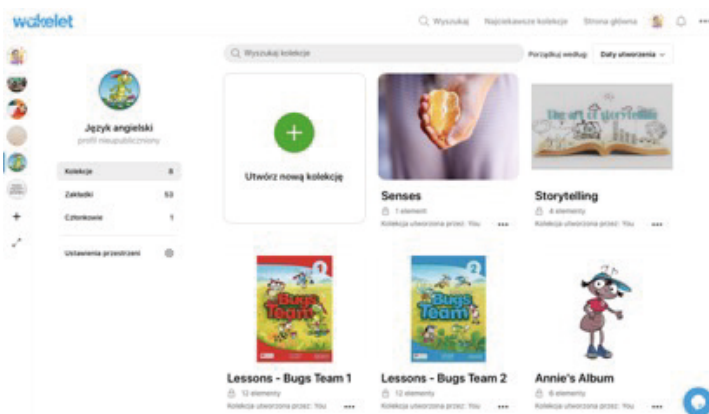 wakelet
Wyszukaj Najciekawsze kolekcje Strona główna
Wyszukaj kolekcje
Porządkuj według: Daty utworzenia
Język angielski
profil nieupubliczniony
Kolekcje 8
Zakładki 53
Członkowie 1
Ustawienia przestrzeni
Utwórz nową kolekcję
Senses
1 element
Kolekcja utworzona przez: You
The art of storytelling
Storytelling
4 elementy
Kolekcja utworzona przez: You
1
Bugs
Team
Lessons - Bugs Team 1
12 elementy
Kolekcja utworzona przez: You
2
Bugs
Team
Lessons - Bugs Team 2
12 elementy
Kolekcja utworzona przez: You
Annie's Album
6 elementy
Kolekcja utworzona przez: You